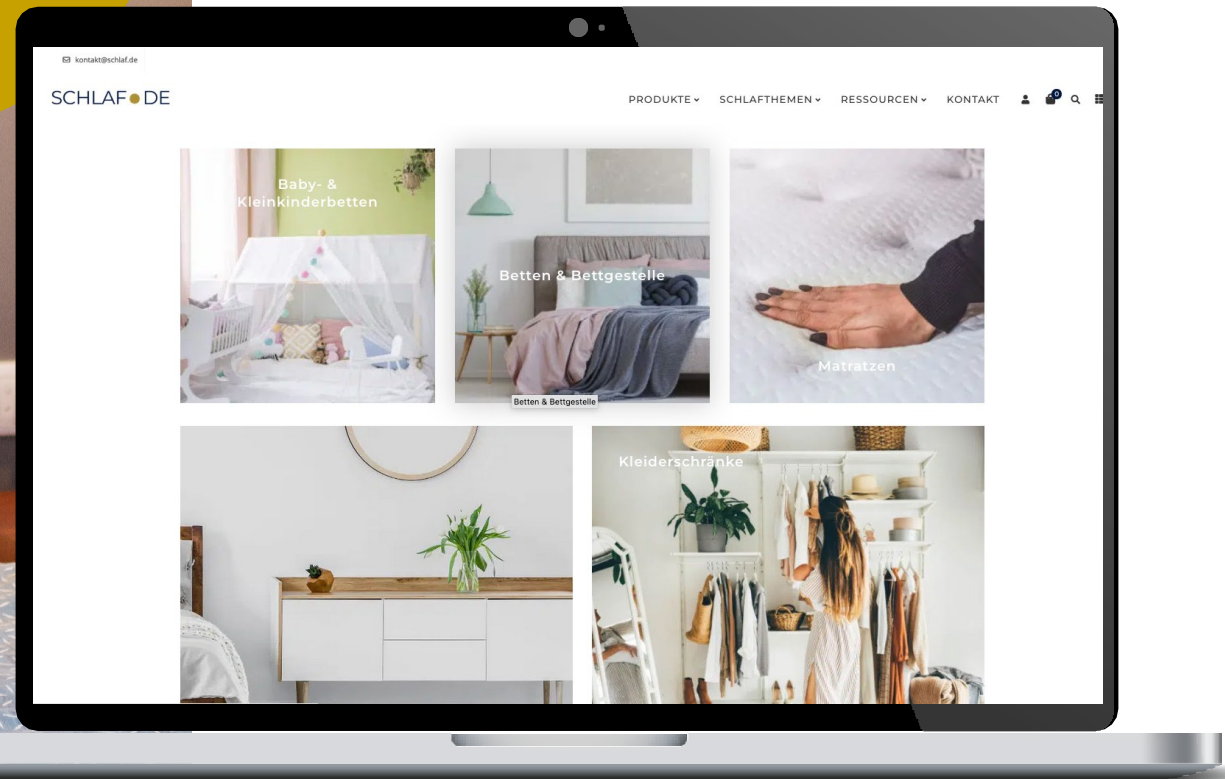 kontakt@schlaf.de
SCHLAF DE
PRODUKTE
SCHLAFTHEMEN
RESSOURCEN
KONTAKT
0
Baby- &
Kleinkinderbetten
Betten & Bettgestelle
Matratzen
Betten & Bettgestelle
Kleiderschränke